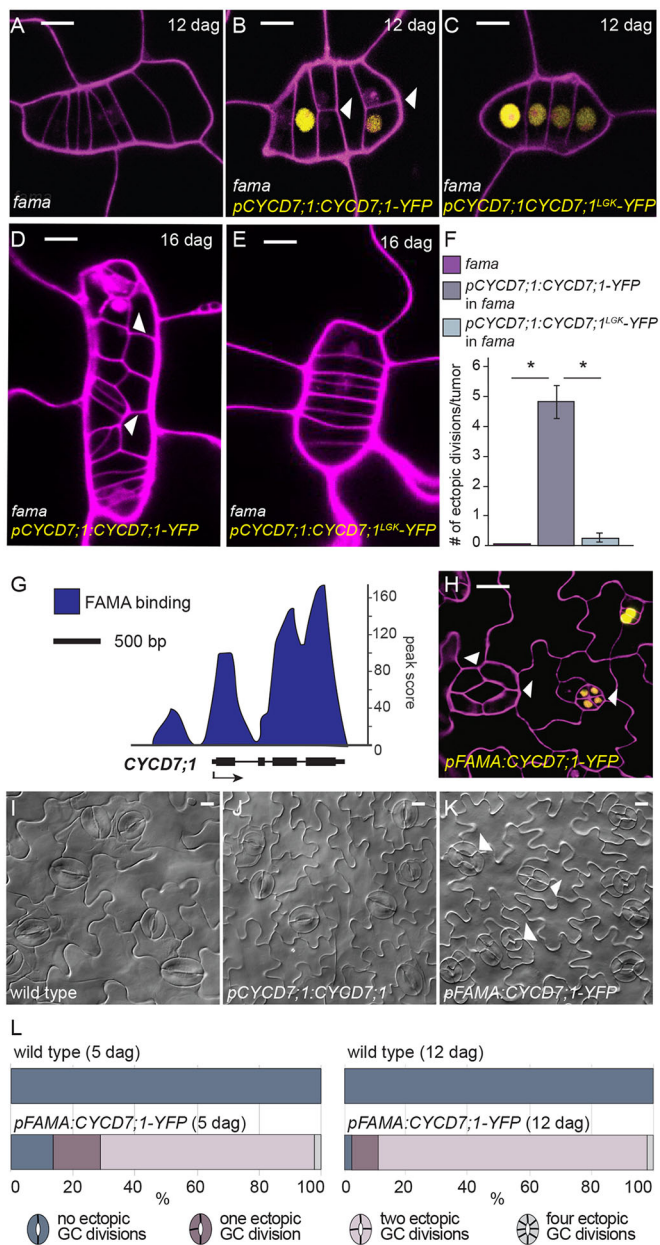 A
12 dag
fama
B
12 dag
fama
pCYCD7;1:CYCD7;1-YFP
C
12 dag
fama
pCYCD7;1CYCD7;1LGK-YFP
D
16 dag
fama
pCYCD7;1:CYCD7;1-YFP
E
16 dag
fama
pCYCD7;1:CYCD7;1LGK-YFP
F
fama
pCYCD7;1:CYCD7;1-YFP
in fama
pCYCD7;1:CYCD7;1LGK-YFP
in fama
# of ectopic divisions/tumor
6
5
4
3
2
1
0
*
*
G
FAMA binding
500 bp
160
120
80
40
0
peak score
CYCD7;1
H
pFAMA:CYCD7;1-YFP
I
wild type
J
pCYCD7;1:CYGD7;1
K
pFAMA:CYCD7;1-YFP
L
wild type (5 dag)
pFAMA:CYCD7;1-YFP (5 dag)
0 20 40 60 80 100
%
wild type (12 dag)
pFAMA:CYCD7;1-YFP (12 dag)
0 20 40 60 80 100
%
no ectopic
GC divisions
one ectopic
GC division
two ectopic
GC divisions
four ectopic
GC divisions